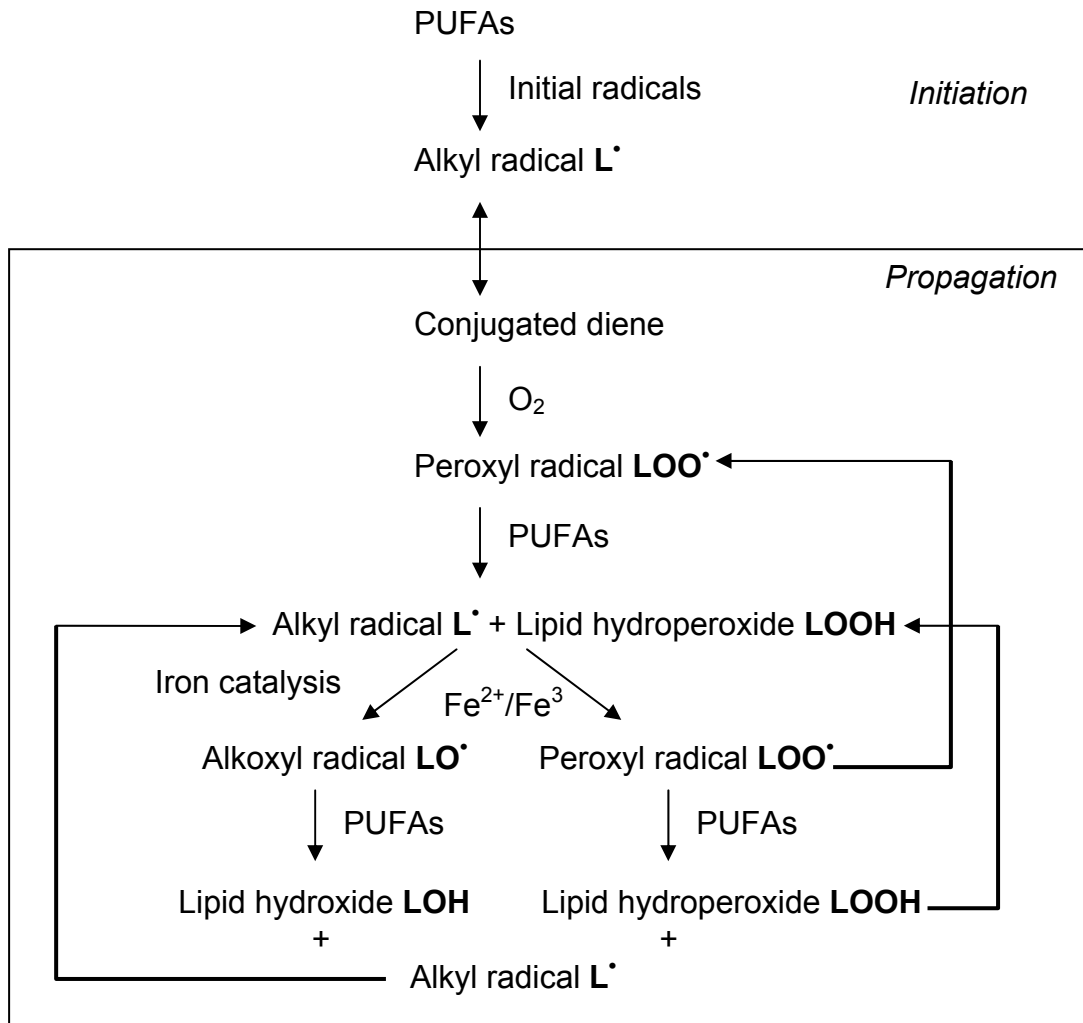 PUFAs
Initial radicals
Initiation
Alkyl radical L•
Propagation
Conjugated diene
O2
Peroxyl radical LOO•
PUFAs
Alkyl radical L• + Lipid hydroperoxide LOOH
Iron catalysis
Fe2+/Fe3
Alkoxyl radical LO•
Peroxyl radical LOO•
PUFAs
PUFAs
Lipid hydroxide LOH
Lipid hydroperoxide LOOH
+
+
Alkyl radical L•